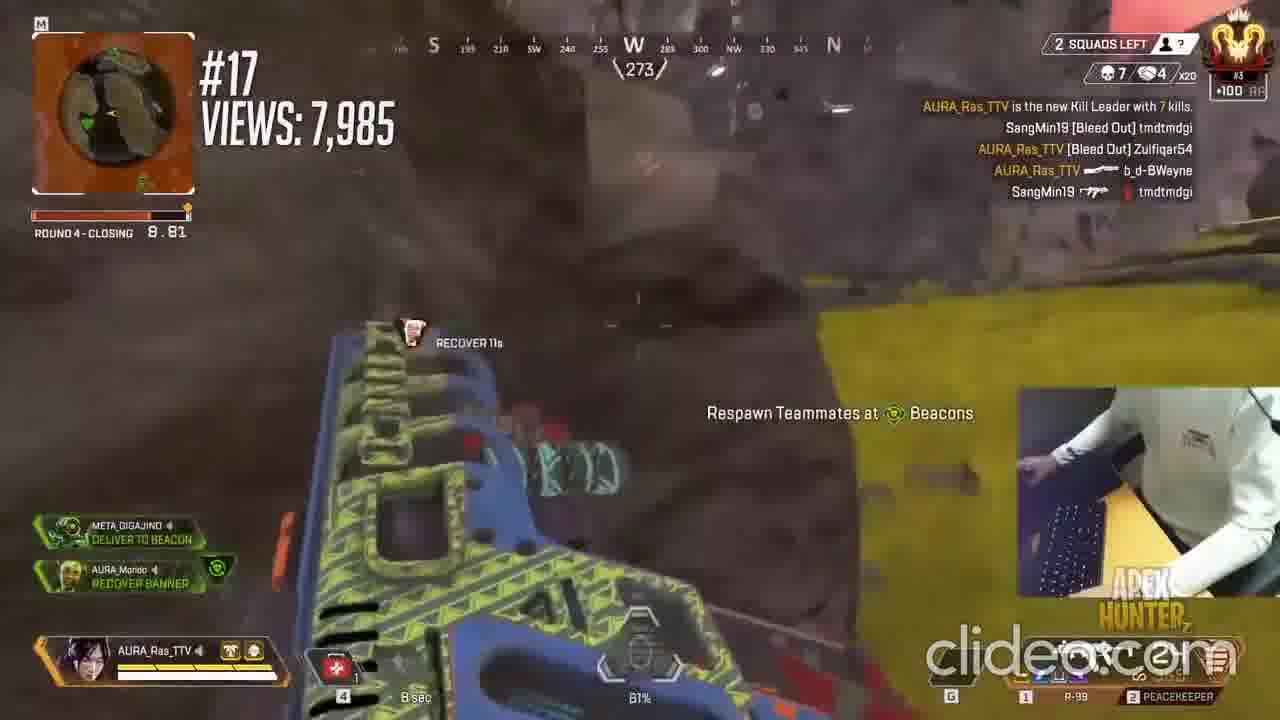 M
#17
VIEWS: 7,985
S 195 210 SW 240 255 W 285 300 NW 330 345 N
273
2 SQUADS LEFT ?
7 4 X20
#3
+100 RP
AURA_Ras_TTV is the new Kill Leader with 7 kills.
SangMin19 [Bleed Out] tmdtmdgi
AURA_Ras_TTV [Bleed Out] Zulfiqar54
AURA_Ras_TTV b_d-BWayne
SangMin19 tmdtmdgi
ROUND 4 - CLOSING 8.81
RECOVER 11s
Respawn Teammates at Beacons
META_GIGAJINO
DELIVER TO BEACON
AURA_Mondo
RECOVER BANNER
AURA_Ras_TTV
1
4
8 sec
81%
APEX
HUNTER
clideo.com
G
1 R-99 2 PEACEKEEPER